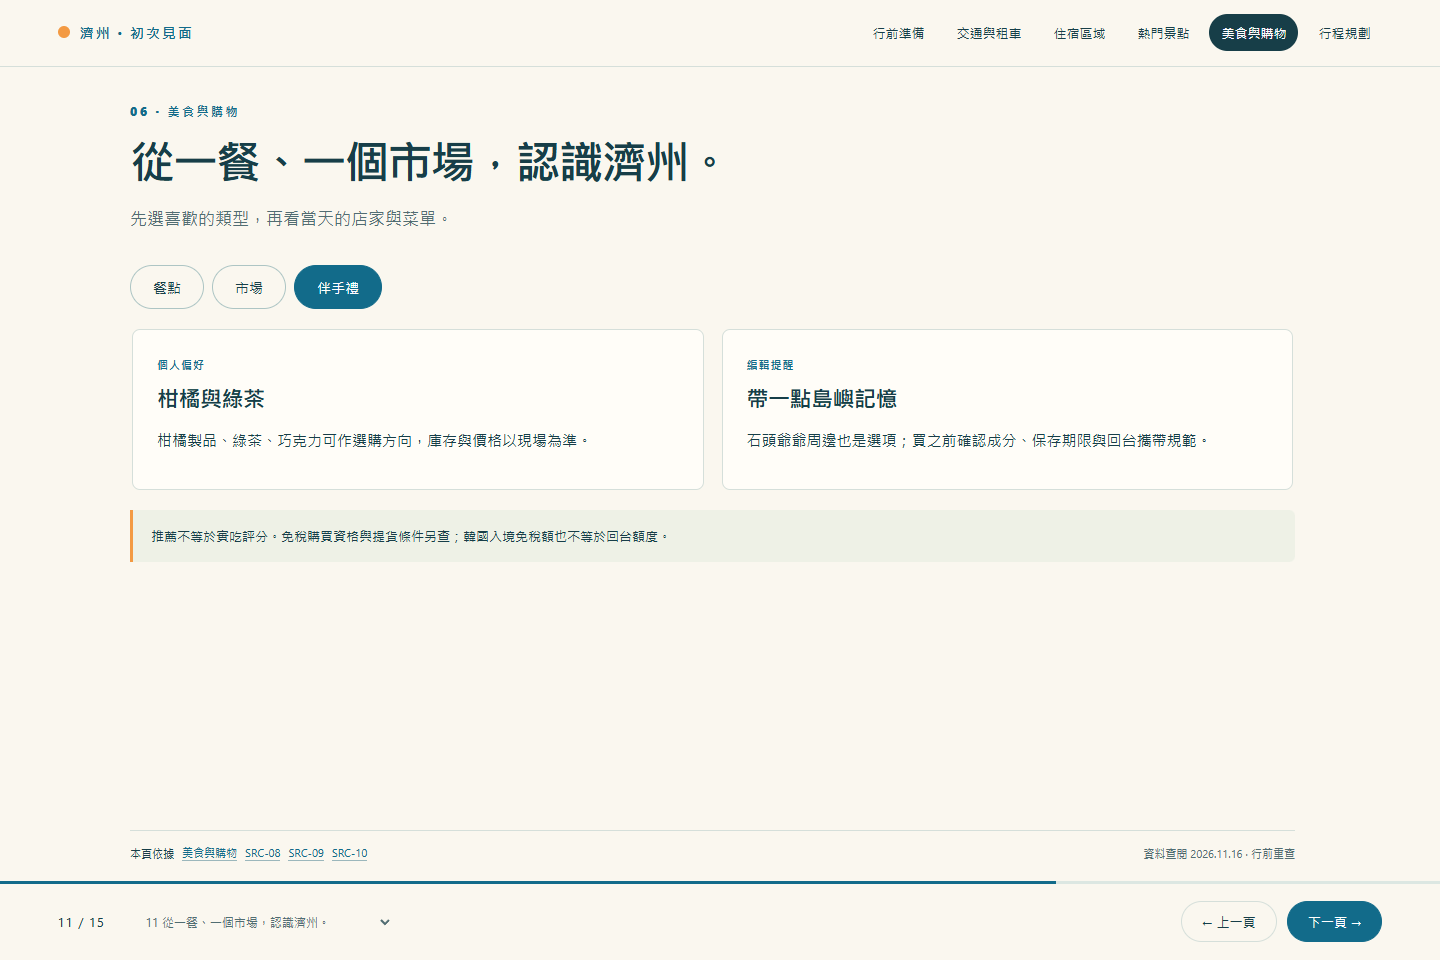 濟州・初次見面
行前準備 交通與租車 住宿區域 熱門景點 美食與購物 行程規劃
06 · 美食與購物
從一餐、一個市場，認識濟州。
先選喜歡的類型，再看當天的店家與菜單。
餐點 市場 伴手禮
個人偏好
柑橘與綠茶
柑橘製品、綠茶、巧克力可作選購方向，庫存與價格以現場為準。
編輯提醒
帶一點島嶼記憶
石頭爺爺周邊也是選項；買之前確認成分、保存期限與回台攜帶規範。
推薦不等於實吃評分。免稅購買資格與提貨條件另查；韓國入境免稅額也不等於回台額度。
本頁依據 美食與購物 SRC-08 SRC-09 SRC-10
資料查閱 2026.11.16 · 行前重查
11 / 15
11 從一餐、一個市場，認識濟州。
← 上一頁 下一頁 →